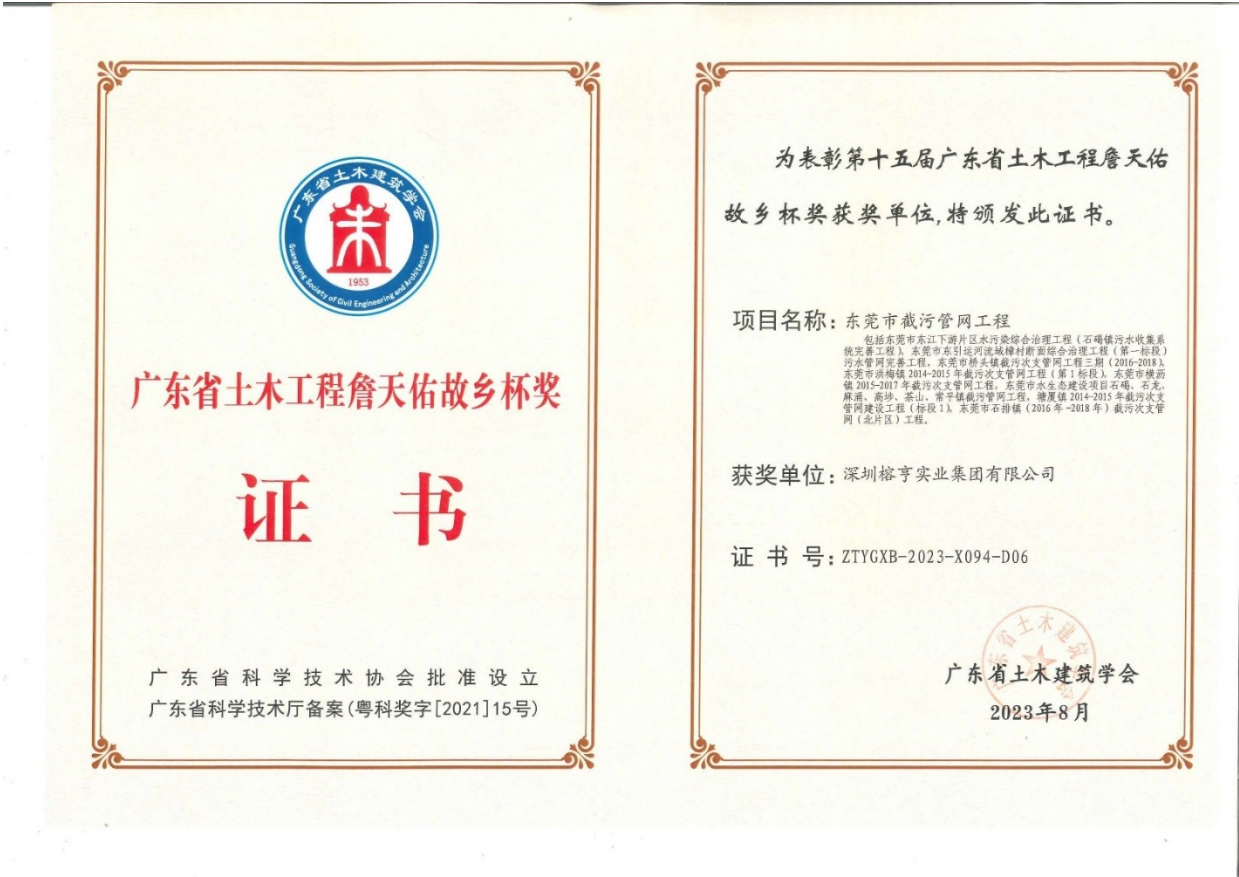 广东省土木建筑学会
1953
Guangdong Society of Civil Engineering and Architecture
广东省土木工程詹天佑故乡杯奖
证 书
广东省科学技术协会批准设立
广东省科学技术厅备案(粤科奖字[2021]15号)
为表彰第十五届广东省土木工程詹天佑
故乡杯奖获奖单位,特颁发此证书。
项目名称:东莞市截污管网工程
包括东莞市东江下游片区水污染综合治理工程(石碣镇污水收集系
统完善工程)、东莞市东引运河流域樟村断面综合治理工程(第一标段)
污水管网完善工程,东莞市桥头镇截污次支管网工程三期(2016-2018)、
东莞市洪梅镇2014-2015年截污次支管网工程(第1标段)、东莞市横沥
镇2015-2017年截污次支管网工程,东莞市水生态建设项目石碣、石龙、
麻涌、高埗、茶山、常平镇截污管网工程,塘厦镇2014-2015年截污次支
管网建设工程(标段1)、东莞市石排镇(2016年-2018年)截污次支管
网(北片区)工程。
获奖单位:深圳榕亨实业集团有限公司
证 书 号:ZTYGXB-2023-X094-D06
广东省土木建筑学会
广东省土木建筑学会
2023年8月